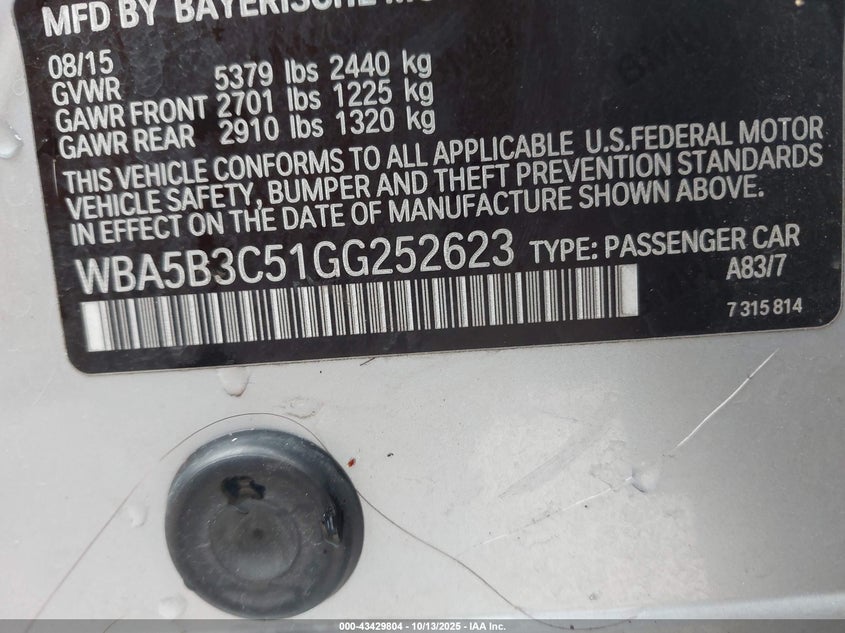 MFD BY BAYERISCHE MO
08/15
GVWR 5379 lbs 2440 kg
GAWR FRONT 2701 lbs 1225 kg
GAWR REAR 2910 lbs 1320 kg
THIS VEHICLE CONFORMS TO ALL APPLICABLE U.S.FEDERAL MOTOR
VEHICLE SAFETY, BUMPER AND THEFT PREVENTION STANDARDS
IN EFFECT ON THE DATE OF MANUFACTURE SHOWN ABOVE.
WBA5B3C51GG252623 TYPE: PASSENGER CAR
A83/7
7 315 814
000-43429804 - 10/13/2025 - IAA Inc.